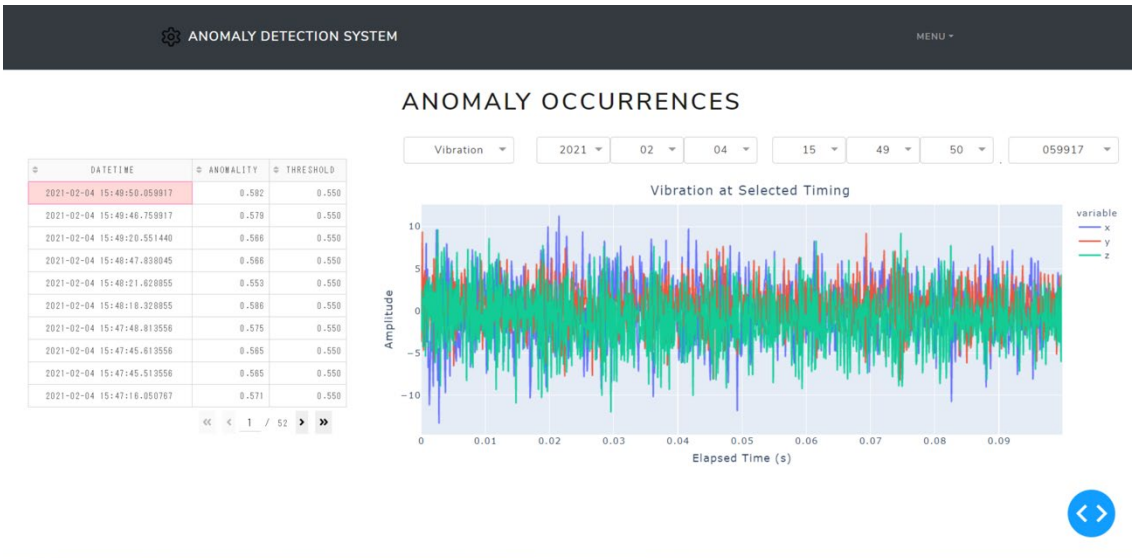 ANOMALY DETECTION SYSTEM
MENU
ANOMALY OCCURRENCES
Vibration 2021 02 04 15 49 50 . 059917
DATETIME ANOMALITY THRESHOLD
2021-02-04 15:49:50.059917 0.592 0.550
2021-02-04 15:49:46.759917 0.579 0.550
2021-02-04 15:49:20.551440 0.566 0.550
2021-02-04 15:48:47.838045 0.566 0.550
2021-02-04 15:48:21.628855 0.553 0.550
2021-02-04 15:48:18.328855 0.586 0.550
2021-02-04 15:47:48.813556 0.575 0.550
2021-02-04 15:47:45.613556 0.565 0.550
2021-02-04 15:47:45.513556 0.565 0.550
2021-02-04 15:47:16.050767 0.571 0.550
« < 1 / 52 > »
Vibration at Selected Timing
variable
x
y
z
Amplitude
10
5
0
−5
−10
0 0.01 0.02 0.03 0.04 0.05 0.06 0.07 0.08 0.09
Elapsed Time (s)